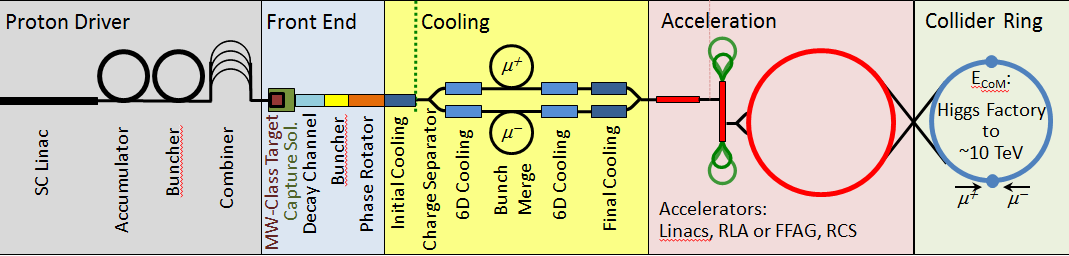 Proton Driver
SC Linac
Accumulator
Buncher
Combiner
Front End
MW-Class Target
Capture Sol.
Decay Channel
Buncher
Phase Rotator
Cooling
Initial Cooling
Charge Separator
6D Cooling
μ+
μ−
Bunch
Merge
6D Cooling
Final Cooling
Acceleration
Accelerators:
Linacs, RLA or FFAG, RCS
Collider Ring
ECoM:
Higgs Factory
to
~10 TeV
μ+ μ−